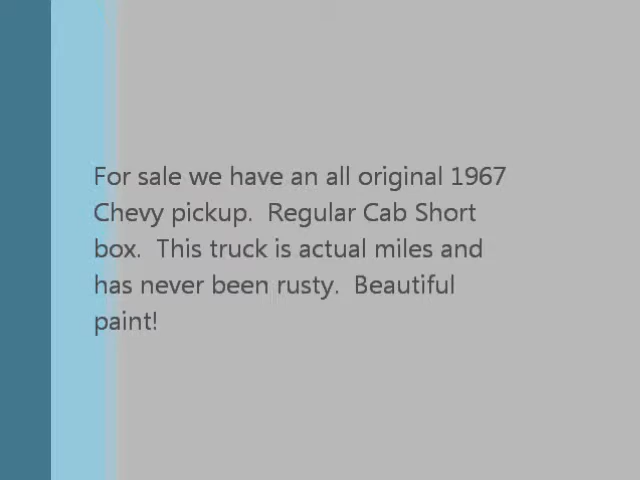 For sale we have an all original 1967
Chevy pickup.  Regular Cab Short
box.  This truck is actual miles and
has never been rusty.  Beautiful
paint!